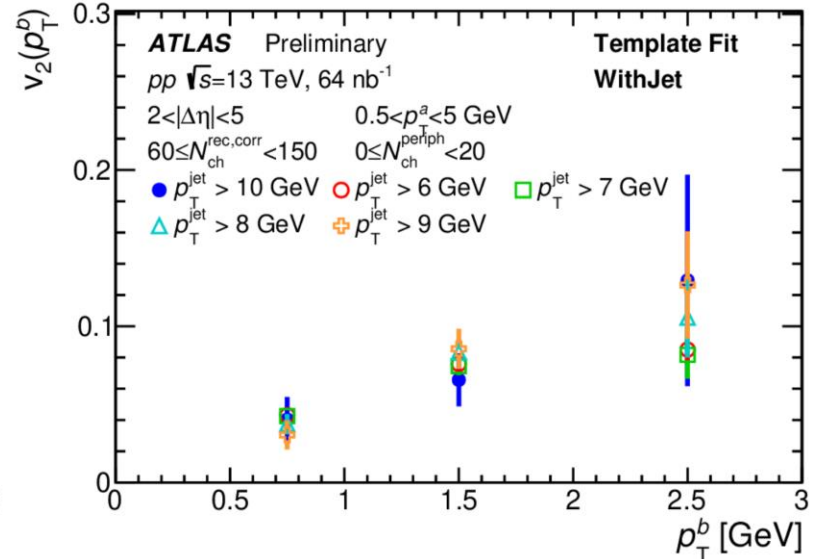 0.3
v₂(p_T^b)
ATLAS Preliminary Template Fit
pp √s=13 TeV, 64 nb⁻¹ WithJet
2<|Δη|<5 0.5<p_T^a<5 GeV
60≤N_ch^rec,corr<150 0≤N_ch^periph<20
p_T^jet > 10 GeV p_T^jet > 6 GeV p_T^jet > 7 GeV
p_T^jet > 8 GeV p_T^jet > 9 GeV
0.2
0.1
0
0 0.5 1 1.5 2 2.5 3
p_T^b [GeV]